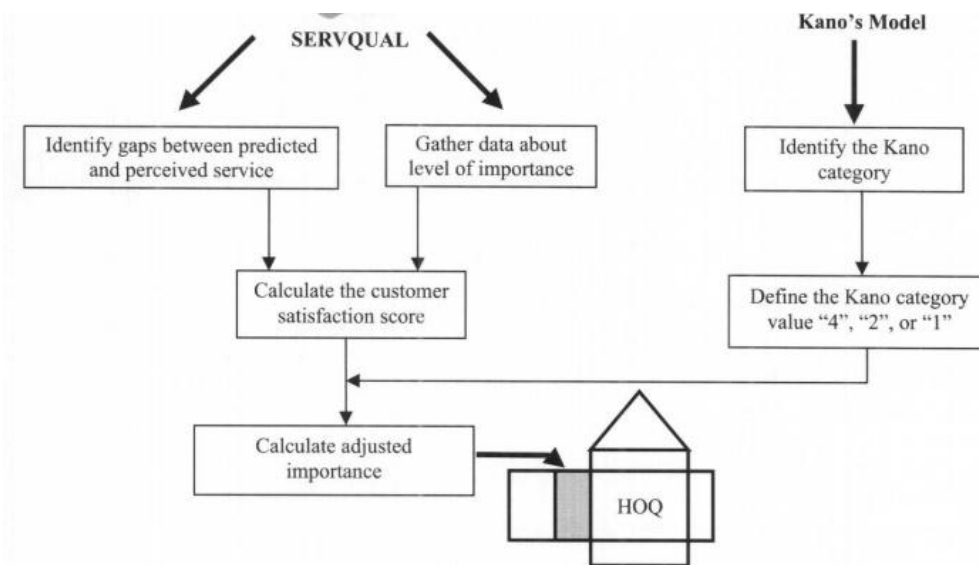 SERVQUAL
Kano's Model
Identify gaps between predicted
and perceived service
Gather data about
level of importance
Identify the Kano
category
Calculate the customer
satisfaction score
Define the Kano category
value “4”, “2”, or “1”
Calculate adjusted
importance
HOQ